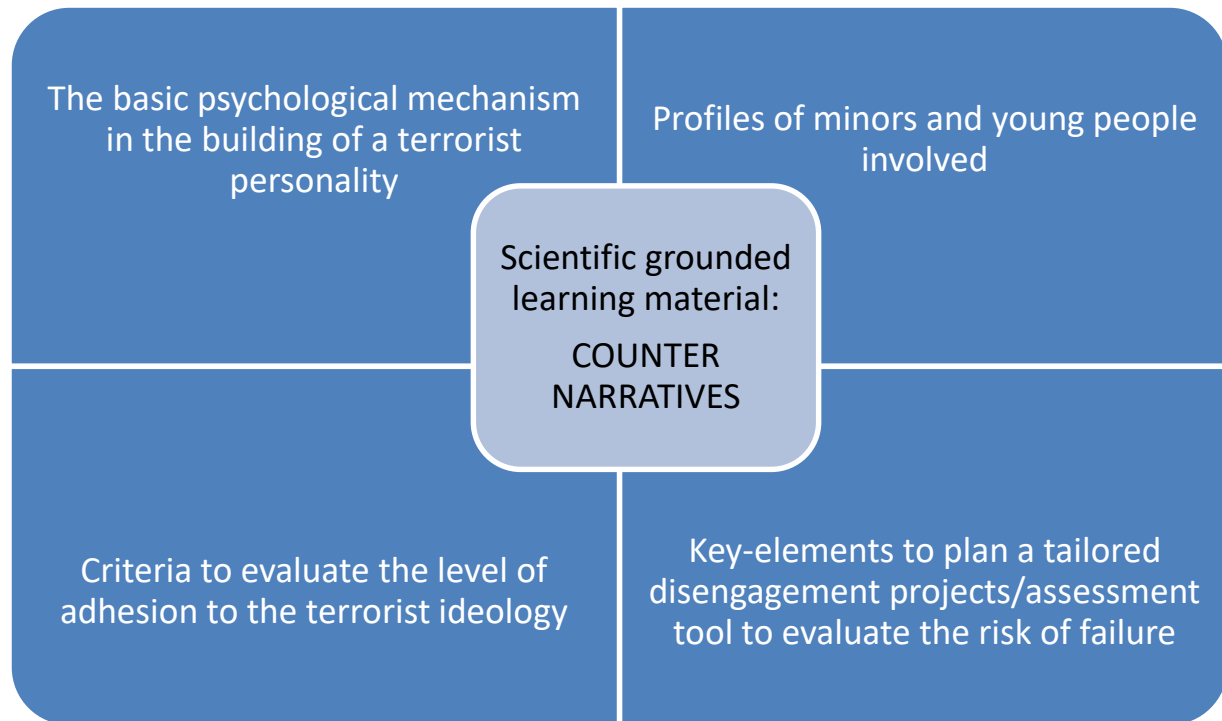 The basic psychological mechanism
in the building of a terrorist
personality
Profiles of minors and young people
involved
Scientific grounded
learning material:
COUNTER
NARRATIVES
Criteria to evaluate the level of
adhesion to the terrorist ideology
Key-elements to plan a tailored
disengagement projects/assessment
tool to evaluate the risk of failure